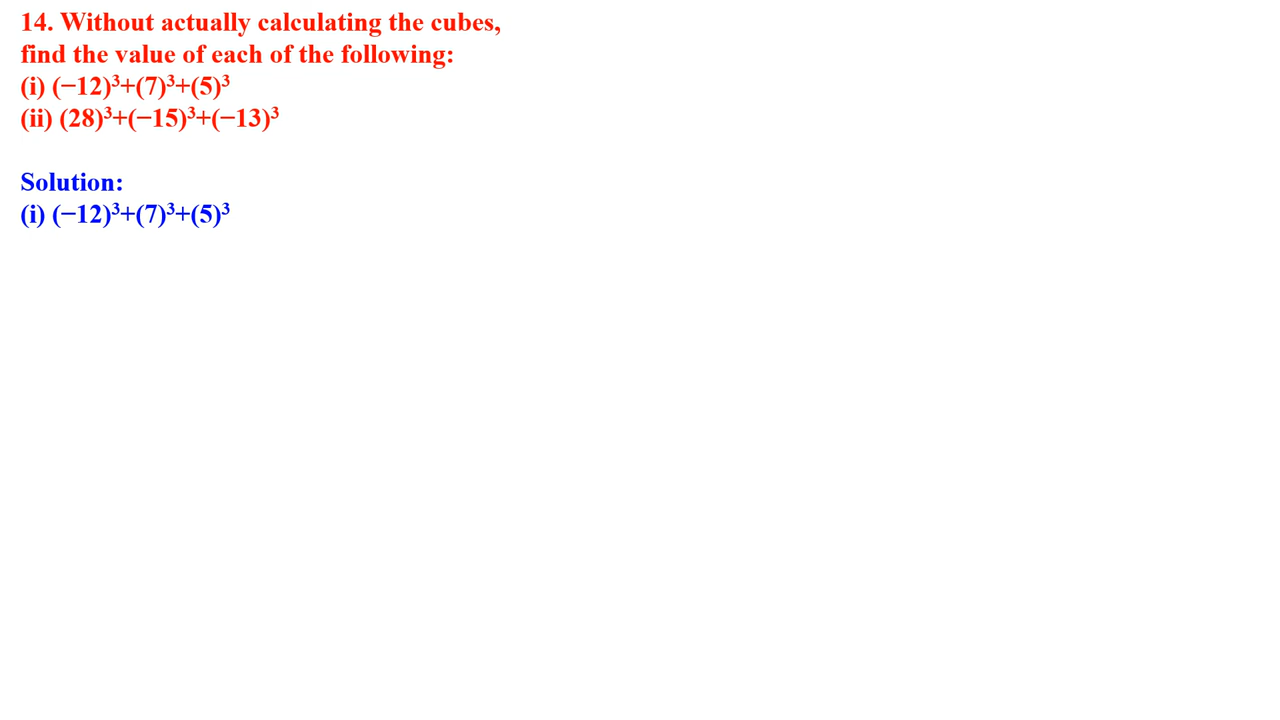 14. Without actually calculating the cubes,
find the value of each of the following:
(i) (−12)³+(7)³+(5)³
(ii) (28)³+(−15)³+(−13)³
Solution:
(i) (−12)³+(7)³+(5)³